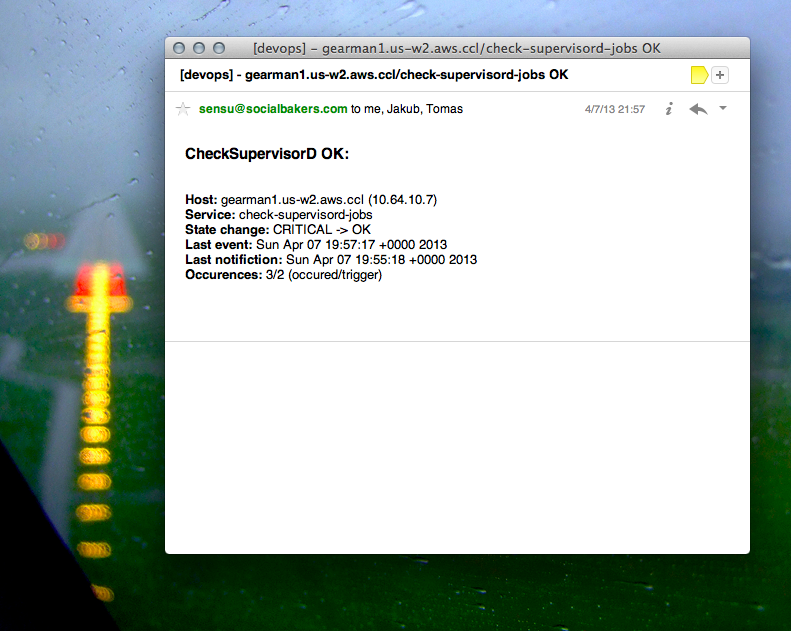 [devops] - gearman1.us-w2.aws.ccl/check-supervisord-jobs OK
[devops] - gearman1.us-w2.aws.ccl/check-supervisord-jobs OK
sensu@socialbakers.com to me, Jakub, Tomas 4/7/13 21:57
CheckSupervisorD OK:
Host: gearman1.us-w2.aws.ccl (10.64.10.7)
Service: check-supervisord-jobs
State change: CRITICAL -> OK
Last event: Sun Apr 07 19:57:17 +0000 2013
Last notifiction: Sun Apr 07 19:55:18 +0000 2013
Occurences: 3/2 (occured/trigger)